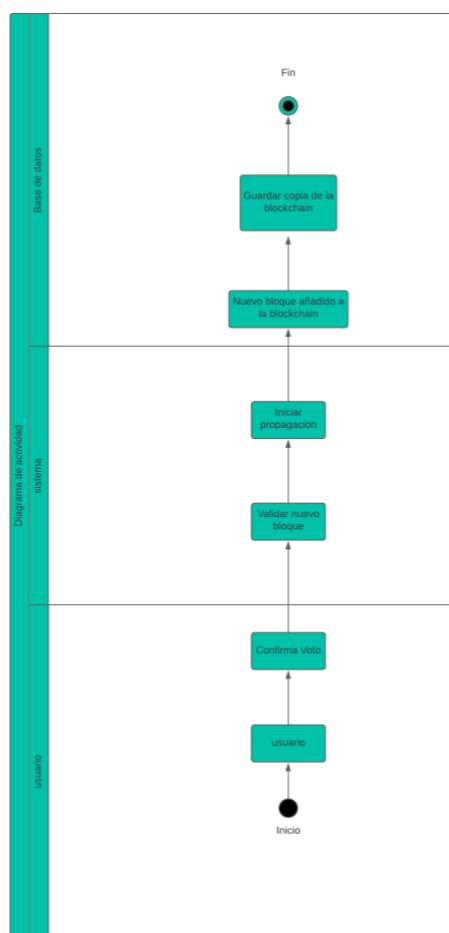 Fin
Guardar copia de la
blockchain
Nuevo bloque añadido a
la blockchain
Iniciar
propagacion
Validar nuevo
bloque
Confirma Voto
usuario
Inicio
Diagrama de actividad
Base de datos
sistema
usuario